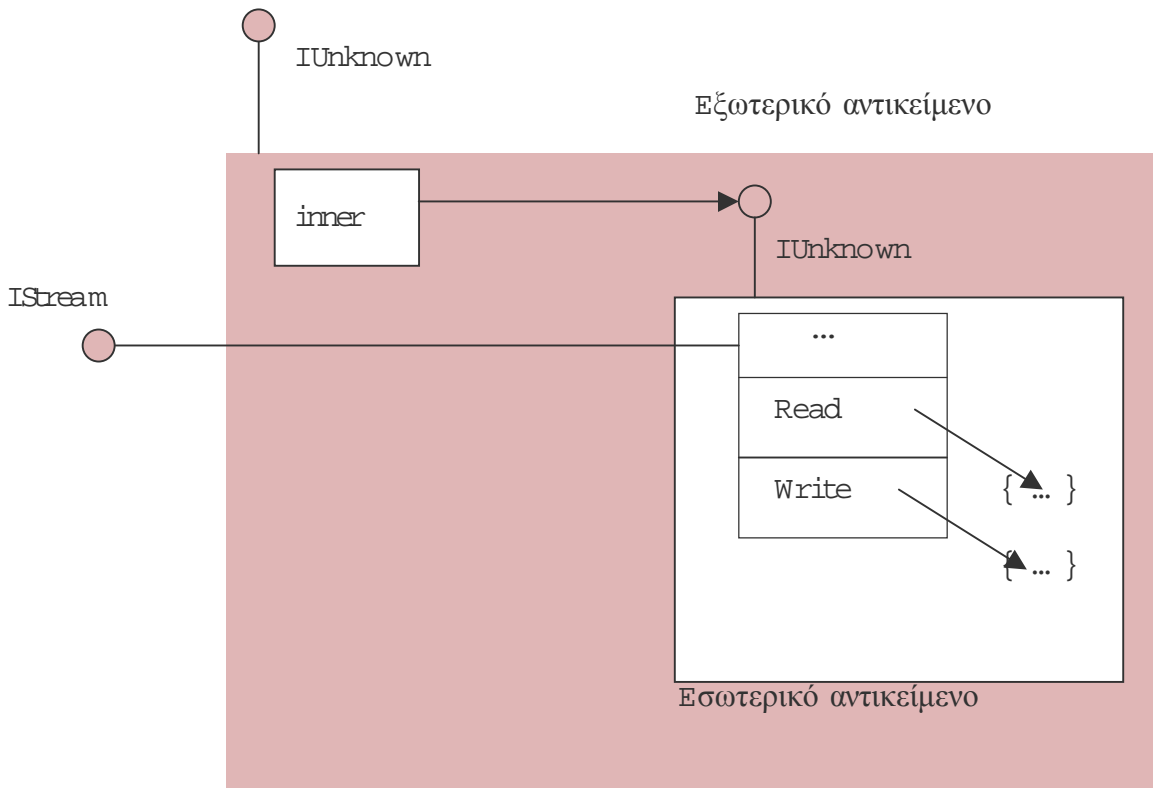 IUnknown
Εξωτερικό αντικείμενο
inner
IUnknown
IStream
...
Read
Write
{ ... }
{ ... }
Εσωτερικό αντικείμενο